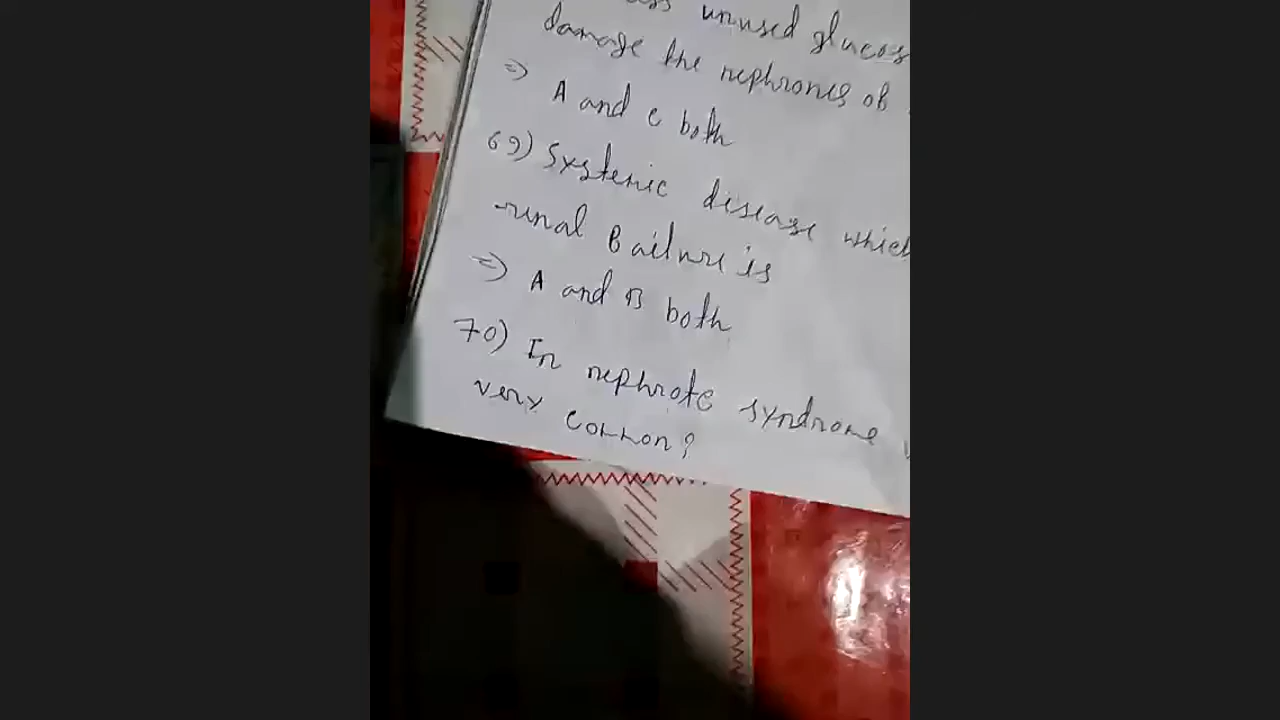 unused glucos
damage the nephrones of
=> A and C both
69) Systemic disease which
renal failure is
=> A and B both
70) In nephrote syndrome
very common?